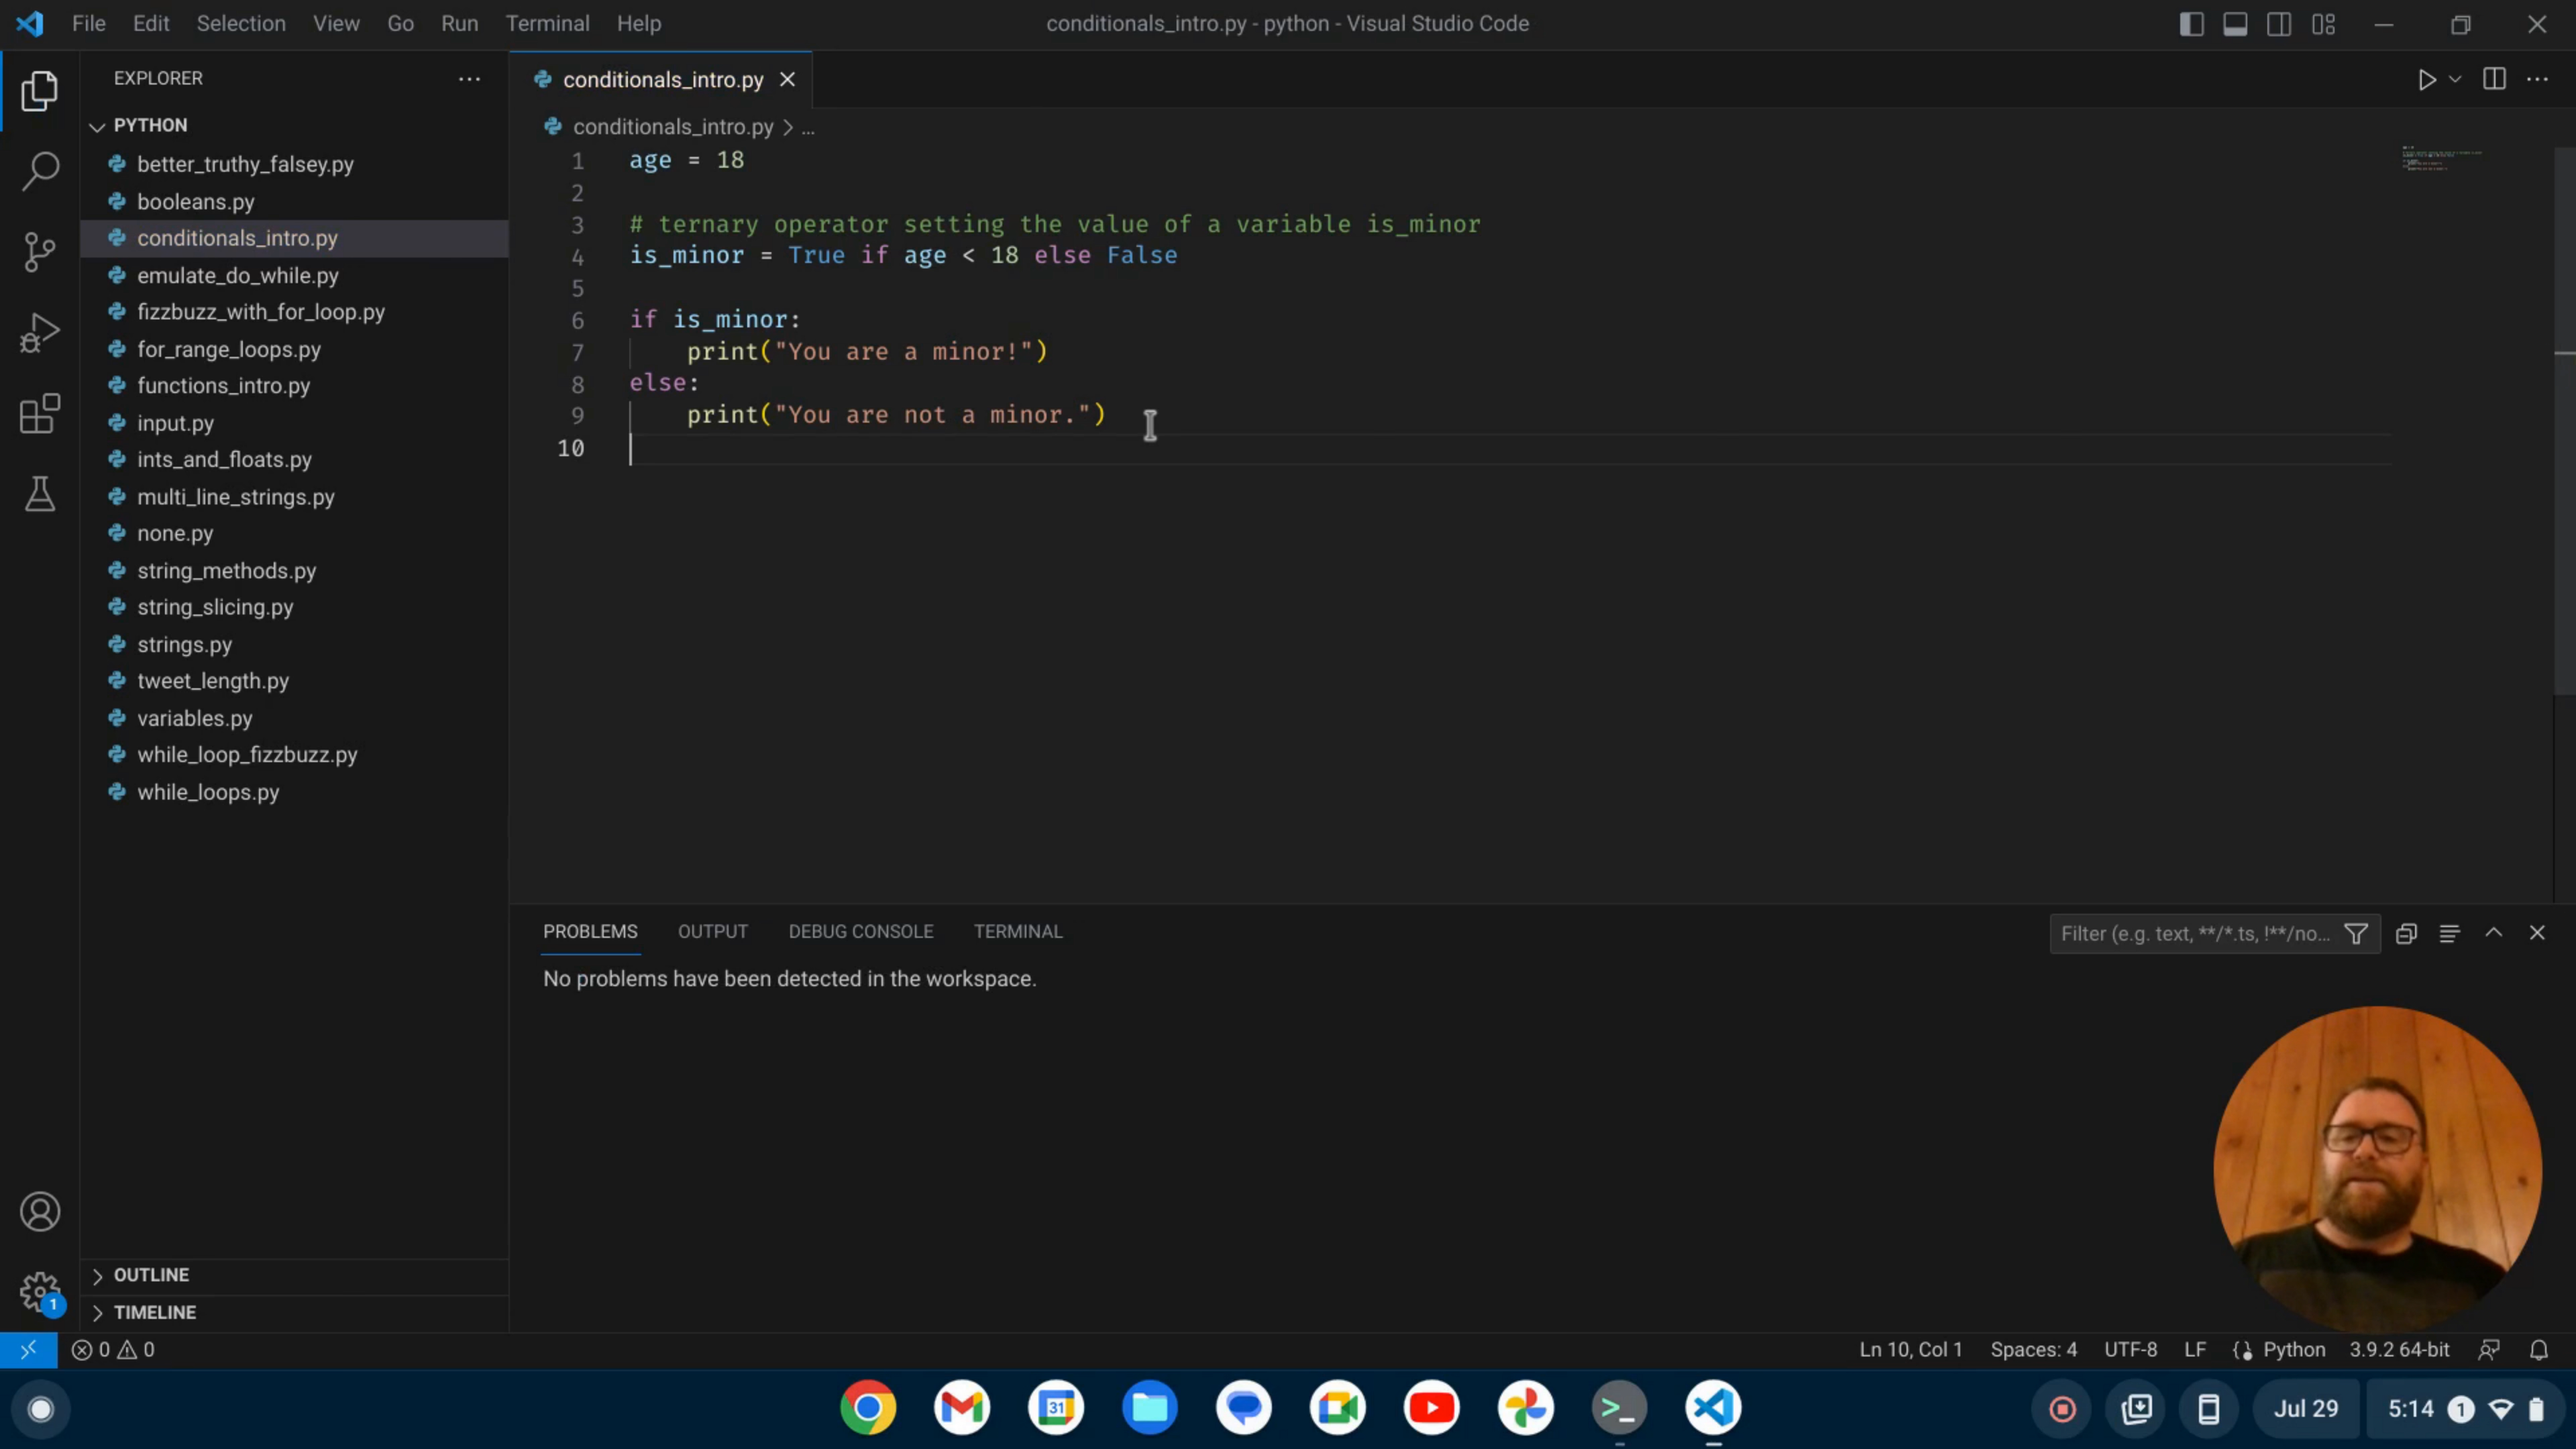 File Edit Selection View Go Run Terminal Help
conditionals_intro.py - python - Visual Studio Code
EXPLORER
PYTHON
better_truthy_falsey.py
booleans.py
conditionals_intro.py
emulate_do_while.py
fizzbuzz_with_for_loop.py
for_range_loops.py
functions_intro.py
input.py
ints_and_floats.py
multi_line_strings.py
none.py
string_methods.py
string_slicing.py
strings.py
tweet_length.py
variables.py
while_loop_fizzbuzz.py
while_loops.py
OUTLINE
TIMELINE
conditionals_intro.py
conditionals_intro.py > ...
1 age = 18
2
3 # ternary operator setting the value of a variable is_minor
4 is_minor = True if age < 18 else False
5
6 if is_minor:
7 print("You are a minor!")
8 else:
9 print("You are not a minor.")
10
PROBLEMS OUTPUT DEBUG CONSOLE TERMINAL
Filter (e.g. text, **/*.ts, !**/no...
No problems have been detected in the workspace.
1
0 0
Ln 10, Col 1 Spaces: 4 UTF-8 LF Python 3.9.2 64-bit
31
>_
Jul 29
5:14 1